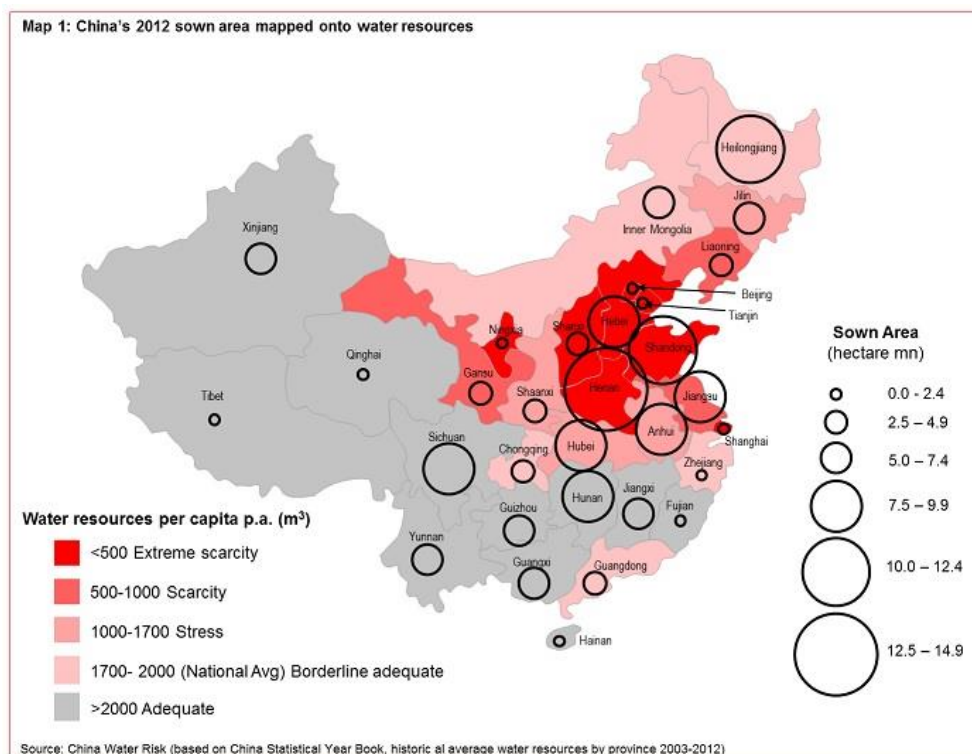 Map 1: China's 2012 sown area mapped onto water resources
Heilongjiang
Jilin
Inner Mongolia
Liaoning
Xinjiang
Beijing
Tianjin
Hebei
Shanxi
Ningxia
Shandong
Qinghai
Gansu
Henan
Tibet
Shaanxi
Jiangsu
Sichuan
Chongqing
Hubei
Anhui
Shanghai
Zhejiang
Hunan
Jiangxi
Guizhou
Fujian
Yunnan
Guangxi
Guangdong
Hainan
Sown Area
(hectare mn)
0.0 - 2.4
2.5 – 4.9
5.0 - 7.4
7.5 – 9.9
10.0 – 12.4
12.5 – 14.9
Water resources per capita p.a. (m³)
<500 Extreme scarcity
500-1000 Scarcity
1000-1700 Stress
1700- 2000 (National Avg) Borderline adequate
>2000 Adequate
Source: China Water Risk (based on China Statistical Year Book, historic al average water resources by province 2003-2012)